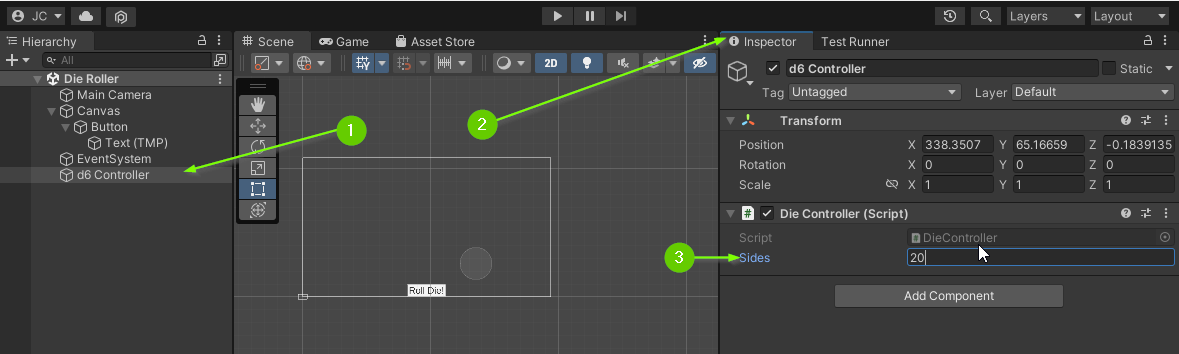 JC
Layers
Layout
Hierarchy
All
Die Roller
Main Camera
Canvas
Button
Text (TMP)
EventSystem
d6 Controller
1
Scene
Game
Asset Store
2D
Roll Die!
2
3
Inspector
Test Runner
d6 Controller
Static
Tag Untagged
Layer Default
Transform
Position X 338.3507 Y 65.16659 Z -0.1839135
Rotation X 0 Y 0 Z 0
Scale X 1 Y 1 Z 1
# Die Controller (Script)
Script # DieController
Sides 20
Add Component